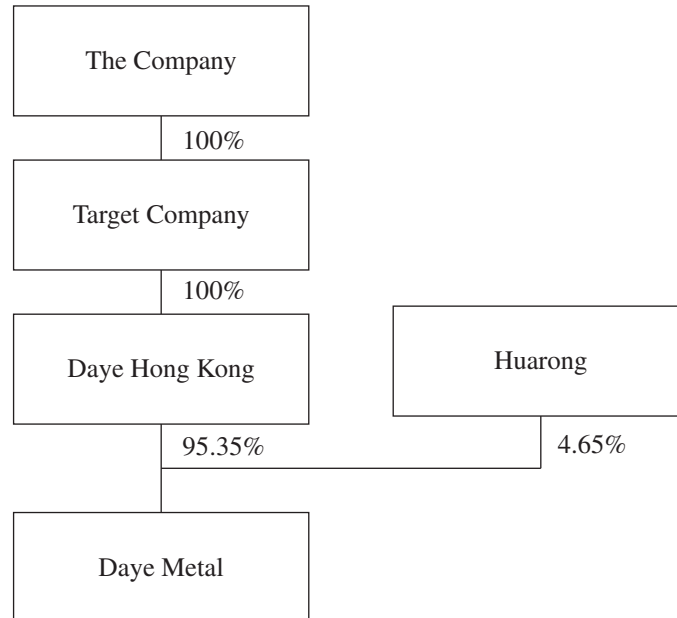 The Company
100%
Target Company
100%
Daye Hong Kong
Huarong
95.35%
4.65%
Daye Metal